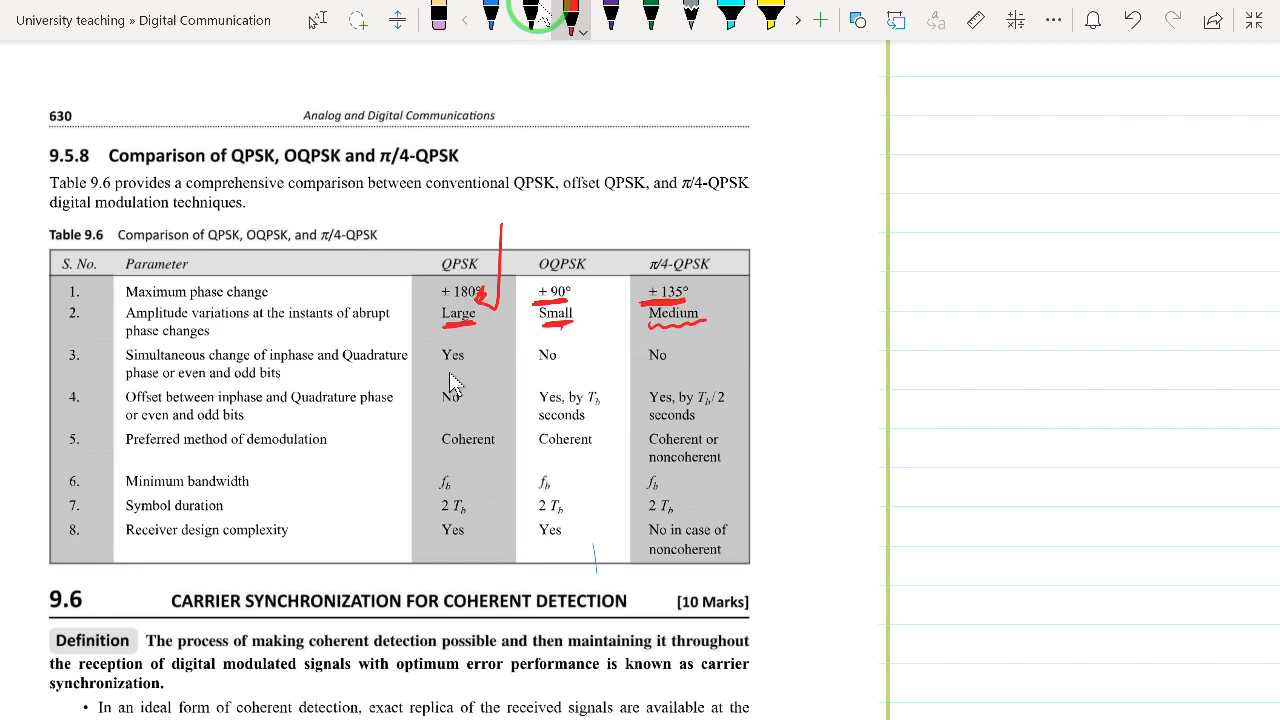 University teaching » Digital Communication
630 Analog and Digital Communications
9.5.8 Comparison of QPSK, OQPSK and π/4-QPSK
Table 9.6 provides a comprehensive comparison between conventional QPSK, offset QPSK, and π/4-QPSK
digital modulation techniques.
Table 9.6 Comparison of QPSK, OQPSK, and π/4-QPSK
S. No. Parameter QPSK OQPSK π/4-QPSK
1. Maximum phase change ± 180° ± 90° ± 135°
2. Amplitude variations at the instants of abrupt Large Small Medium
phase changes
3. Simultaneous change of inphase and Quadrature Yes No No
phase or even and odd bits
4. Offset between inphase and Quadrature phase No Yes, by Tb Yes, by Tb/2
or even and odd bits seconds seconds
5. Preferred method of demodulation Coherent Coherent Coherent or
noncoherent
6. Minimum bandwidth fb fb fb
7. Symbol duration 2 Tb 2 Tb 2 Tb
8. Receiver design complexity Yes Yes No in case of
noncoherent
9.6 CARRIER SYNCHRONIZATION FOR COHERENT DETECTION [10 Marks]
Definition The process of making coherent detection possible and then maintaining it throughout
the reception of digital modulated signals with optimum error performance is known as carrier
synchronization.
• In an ideal form of coherent detection, exact replica of the received signals are available at the